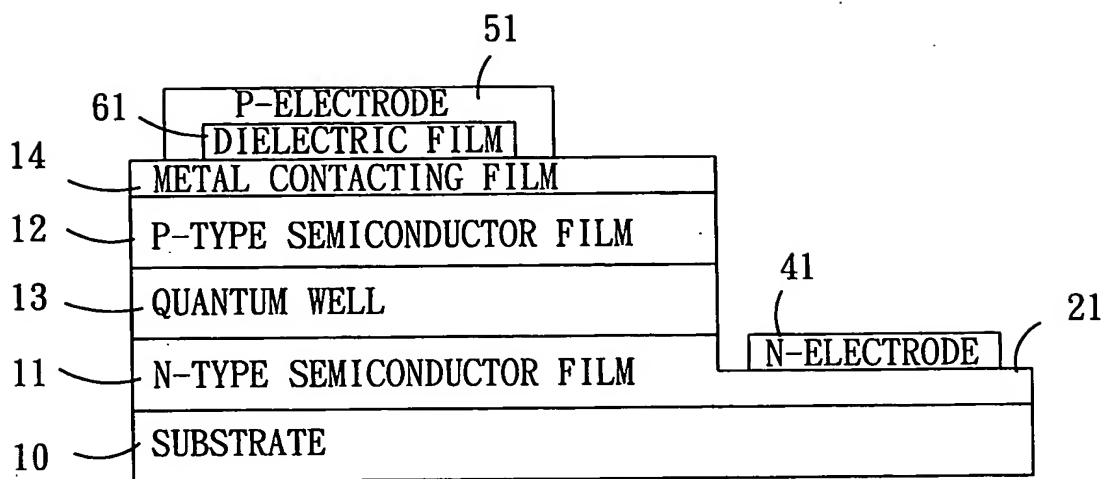 51
P-ELECTRODE
61
DIELECTRIC FILM
14
METAL CONTACTING FILM
12
P-TYPE SEMICONDUCTOR FILM
13
QUANTUM WELL
41
21
N-ELECTRODE
11
N-TYPE SEMICONDUCTOR FILM
10
SUBSTRATE